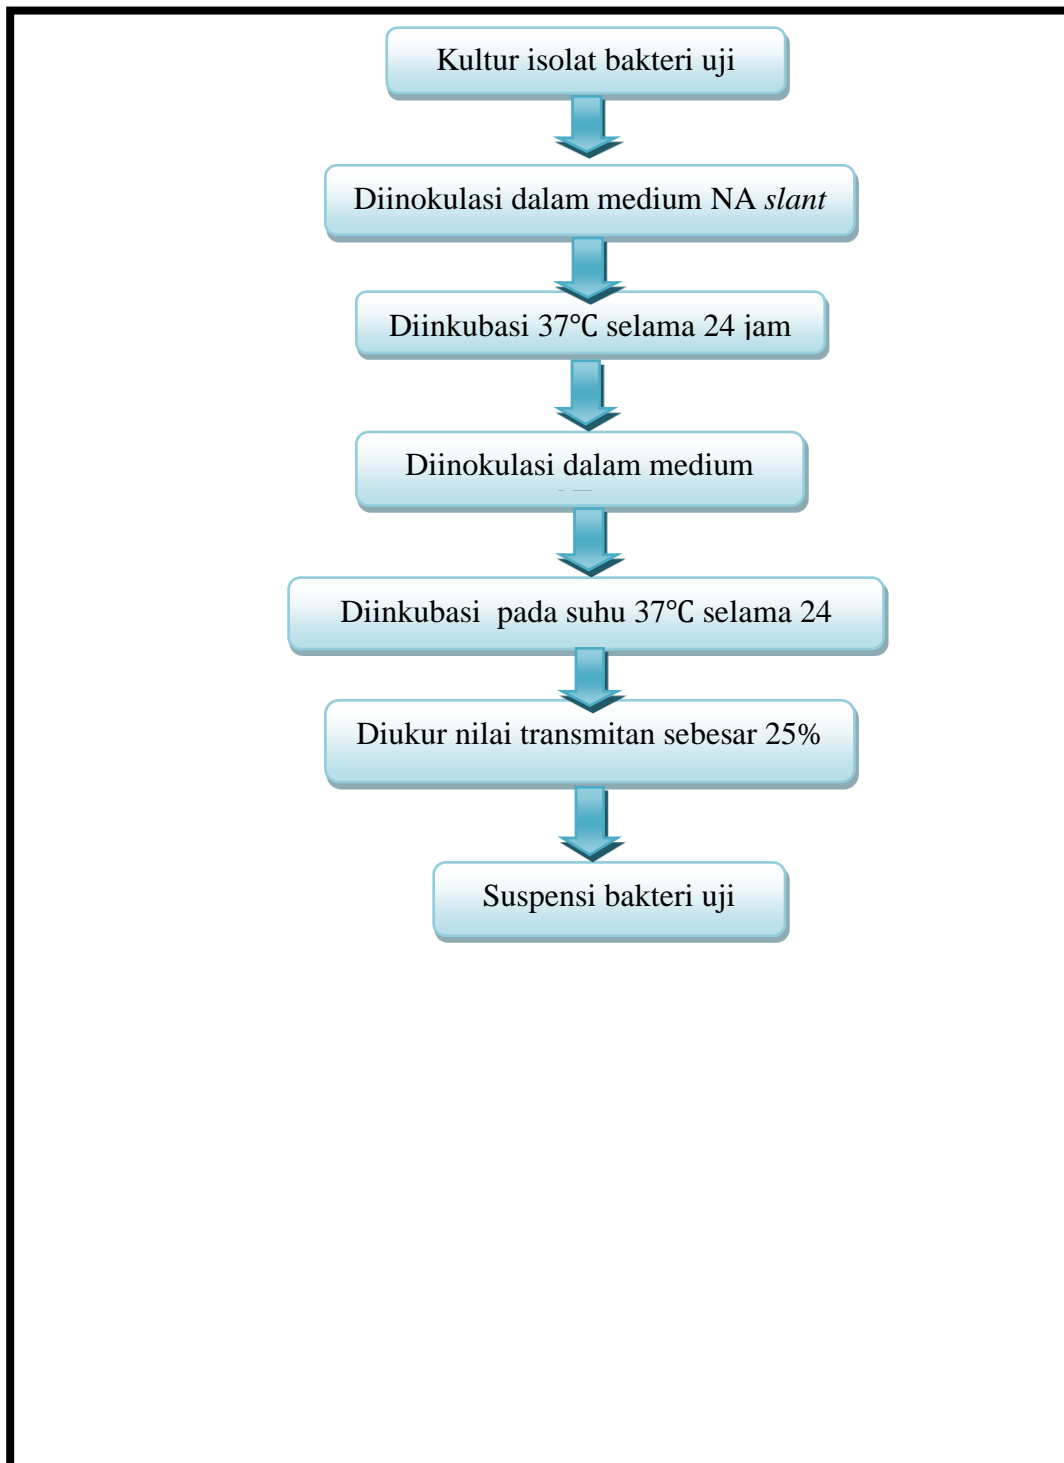 Kultur isolat bakteri uji
Diinokulasi dalam medium NA slant
Diinkubasi 37℃ selama 24 jam
Diinokulasi dalam medium
Diinkubasi pada suhu 37℃ selama 24
Diukur nilai transmitan sebesar 25%
Suspensi bakteri uji